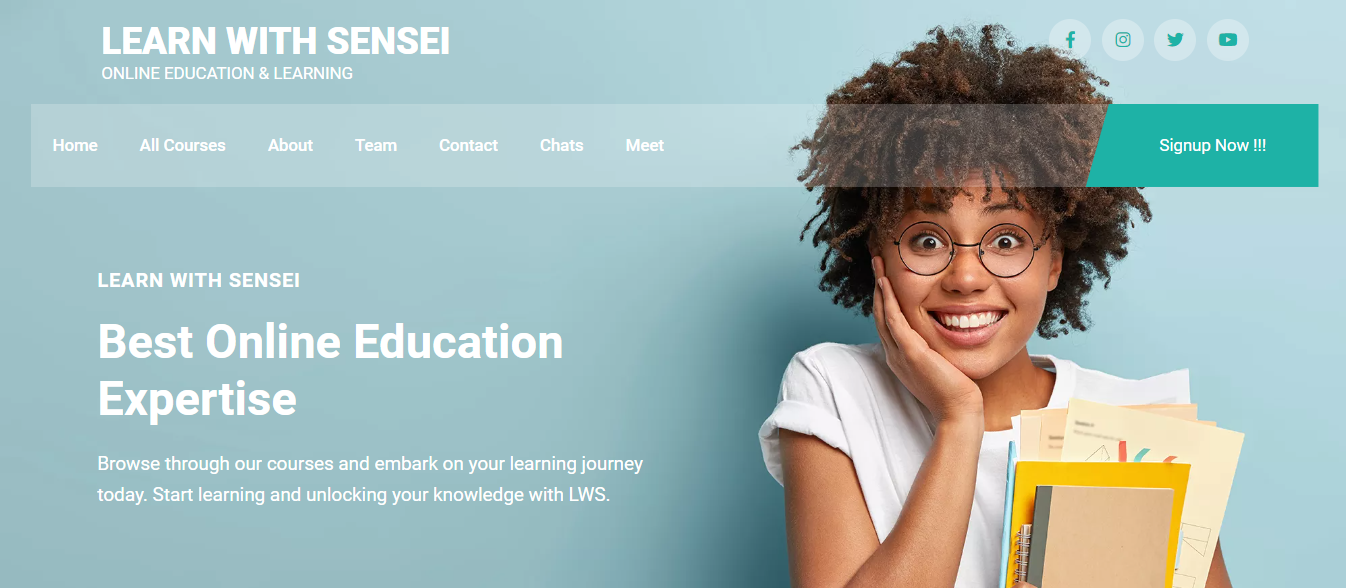 LEARN WITH SENSEI
ONLINE EDUCATION & LEARNING
Home All Courses About Team Contact Chats Meet Signup Now !!!
LEARN WITH SENSEI
Best Online Education
Expertise
Browse through our courses and embark on your learning journey
today. Start learning and unlocking your knowledge with LWS.